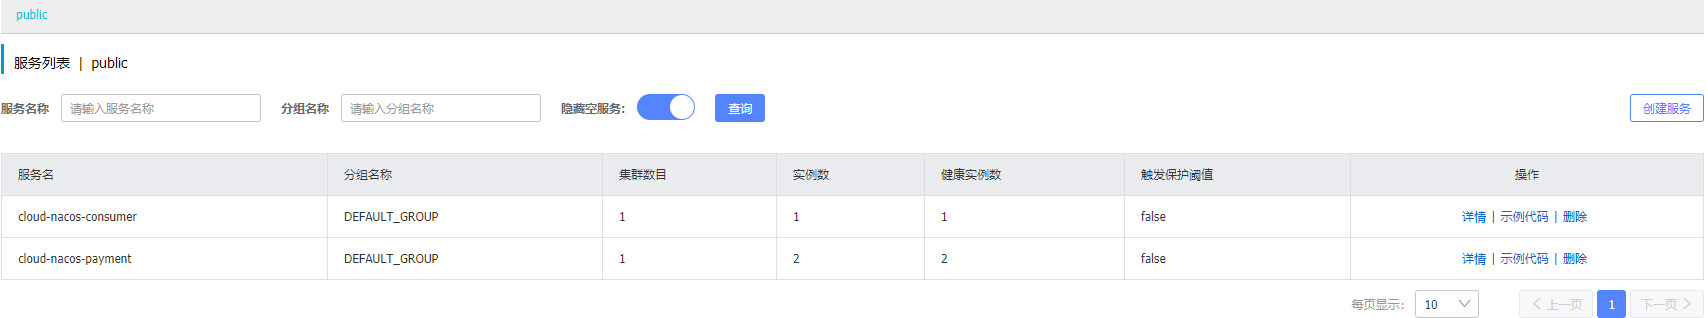 public
服务列表 | public
服务名称 请输入服务名称 分组名称 请输入分组名称 隐藏空服务: 查询 创建服务
服务名 分组名称 集群数目 实例数 健康实例数 触发保护阈值 操作
cloud-nacos-consumer DEFAULT_GROUP 1 1 1 false 详情 | 示例代码 | 删除
cloud-nacos-payment DEFAULT_GROUP 1 2 2 false 详情 | 示例代码 | 删除
每页显示: 10 上一页 1 下一页